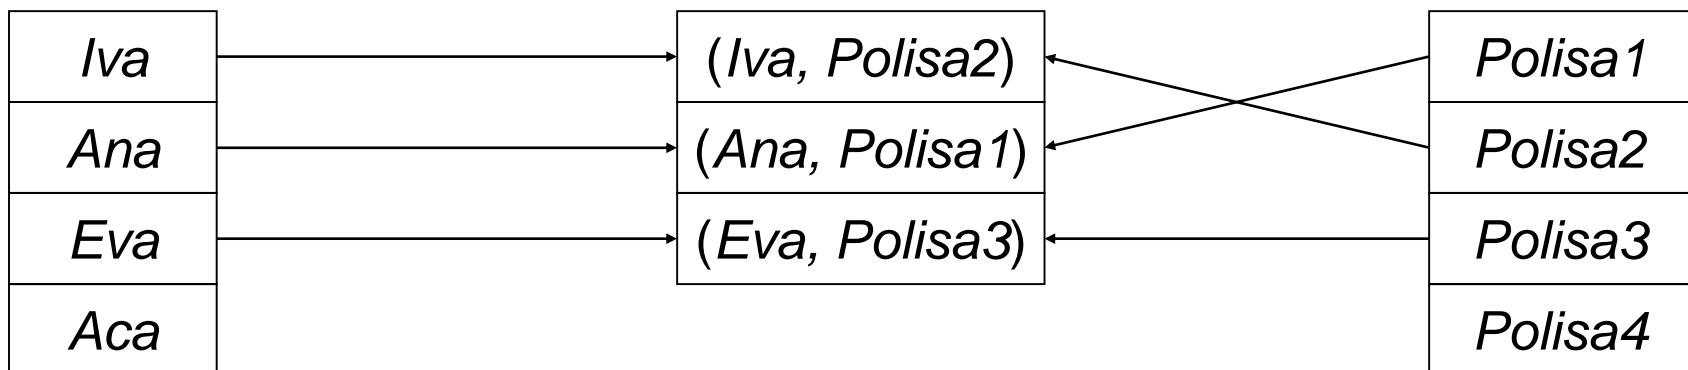 Iva (Iva, Polisa2) Polisa1
Ana (Ana, Polisa1) Polisa2
Eva (Eva, Polisa3) Polisa3
Aca Polisa4